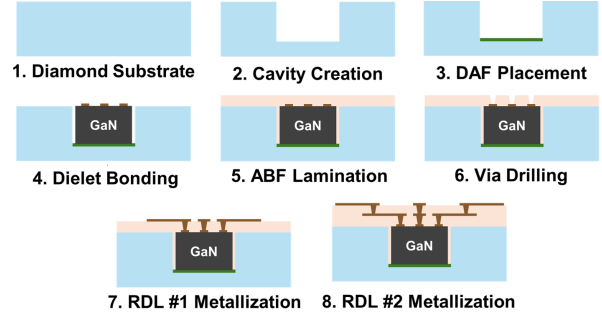 1. Diamond Substrate
2. Cavity Creation
3. DAF Placement
GaN
GaN
GaN
4. Dielet Bonding
5. ABF Lamination
6. Via Drilling
GaN
GaN
7. RDL #1 Metallization
8. RDL #2 Metallization